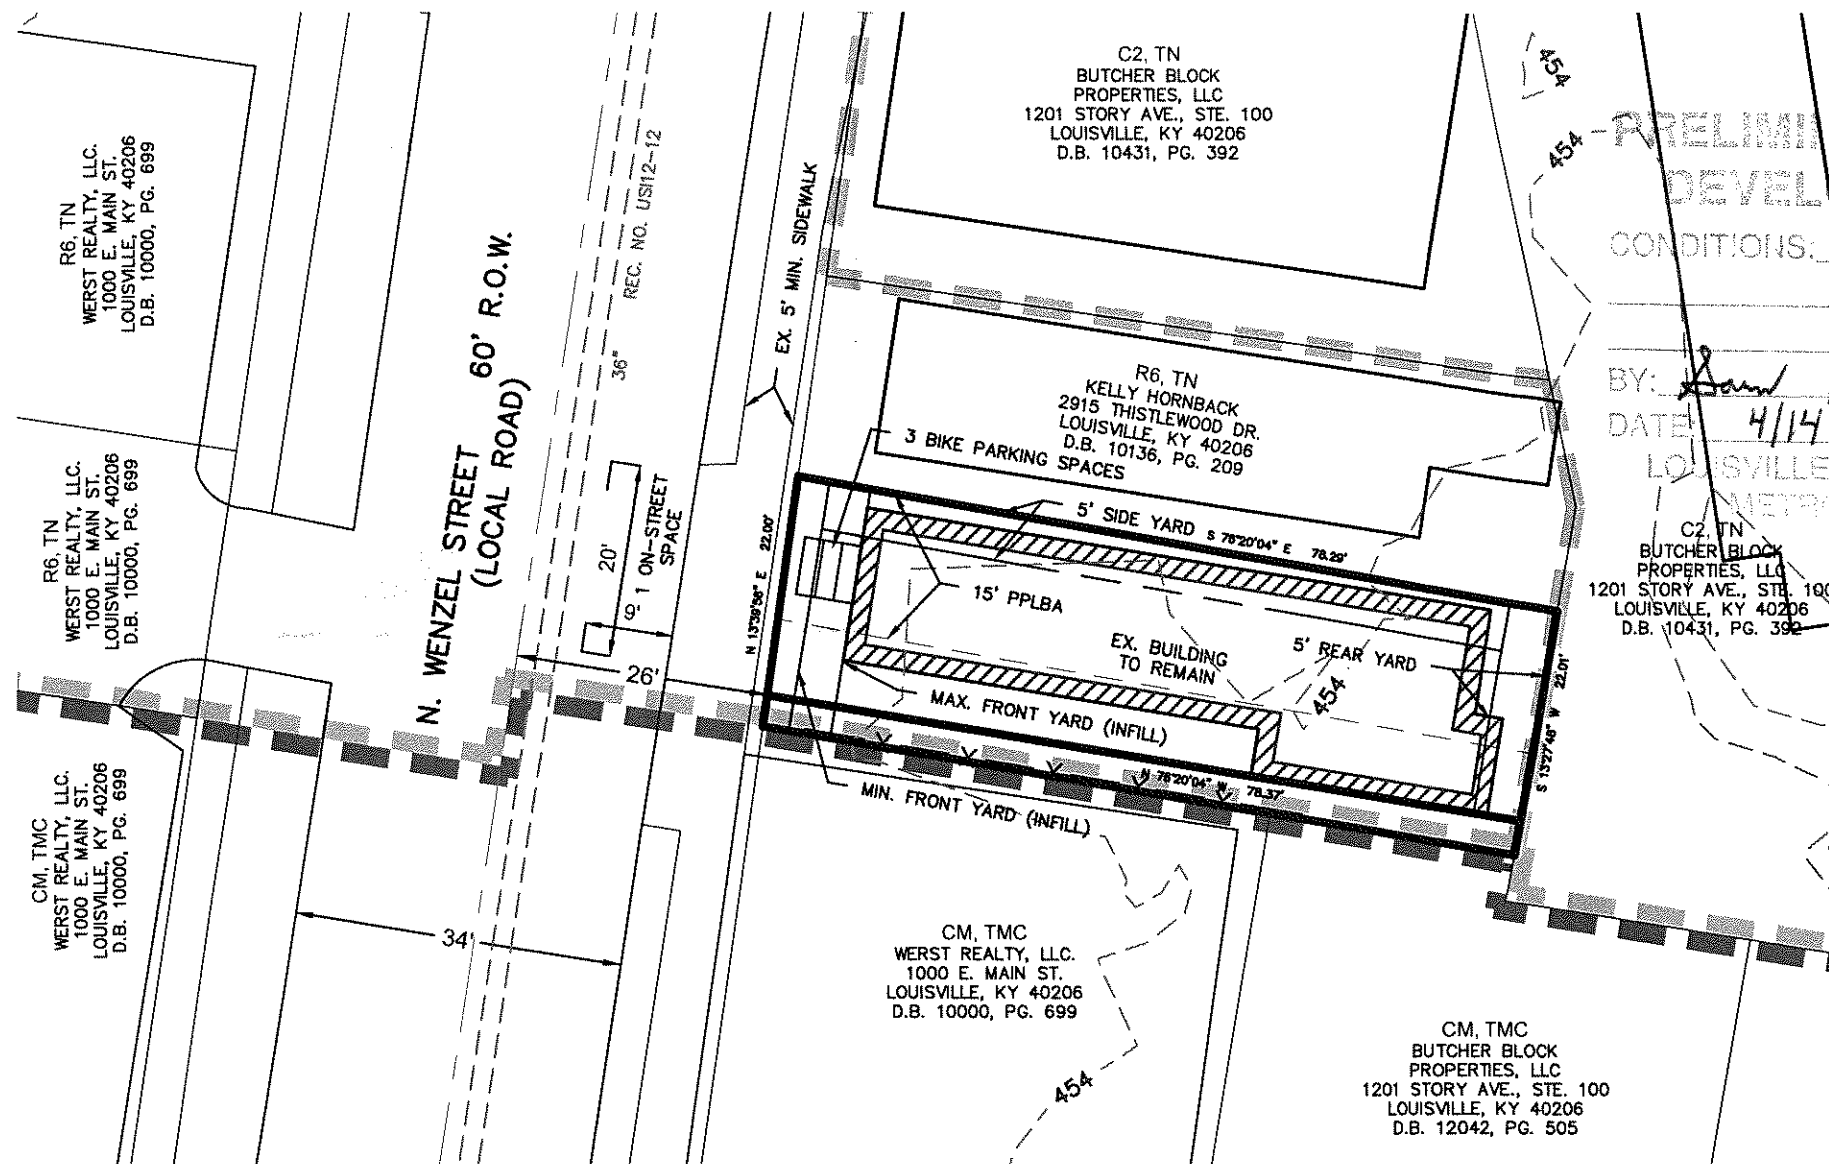 C2, TN
BUTCHER BLOCK
PROPERTIES, LLC
1201 STORY AVE., STE. 100
LOUISVILLE, KY 40206
D.B. 10431, PG. 392
454
454
CONDITIONS:
BY:
DATE
4/14
R6, TN
WERST REALTY, LLC.
1000 E. MAIN ST.
LOUISVILLE, KY 40206
D.B. 10000, PG. 699
N. WENZEL STREET 60' R.O.W.
(LOCAL ROAD)
36"
REC. NO. USI12-12
EX. 5' MIN. SIDEWALK
R6, TN
KELLY HORNBACK
2915 THISTLEWOOD DR.
LOUISVILLE, KY 40206
D.B. 10136, PG. 209
3 BIKE PARKING SPACES
R6, TN
WERST REALTY, LLC.
1000 E. MAIN ST.
LOUISVILLE, KY 40206
D.B. 10000, PG. 699
20'
9'
1 ON-STREET
SPACE
26'
N 13°39'56" E 22.00'
5' SIDE YARD
S 76°20'04" E 78.29'
15' PPLBA
EX. BUILDING
TO REMAIN
5' REAR YARD
454
S 13°27'48" W 22.01'
MAX. FRONT YARD (INFILL)
N 76°20'04" W 78.37'
MIN. FRONT YARD (INFILL)
C2, TN
BUTCHER BLOCK
PROPERTIES, LLC
1201 STORY AVE., STE. 100
LOUISVILLE, KY 40206
D.B. 10431, PG. 392
CM, TMC
WERST REALTY, LLC.
1000 E. MAIN ST.
LOUISVILLE, KY 40206
D.B. 10000, PG. 699
34'
CM, TMC
WERST REALTY, LLC.
1000 E. MAIN ST.
LOUISVILLE, KY 40206
D.B. 10000, PG. 699
454
CM, TMC
BUTCHER BLOCK
PROPERTIES, LLC
1201 STORY AVE., STE. 100
LOUISVILLE, KY 40206
D.B. 12042, PG. 505